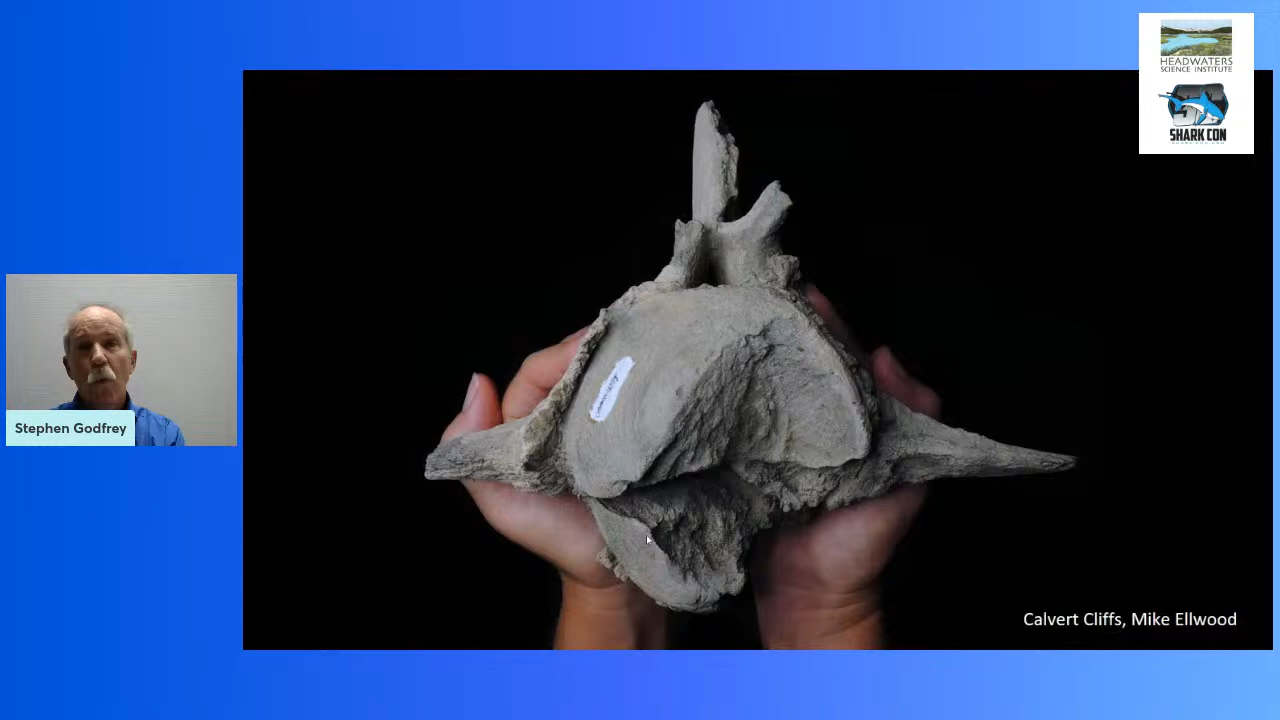 HEADWATERS
SCIENCE INSTITUTE
SHARK CON
Stephen Godfrey
Calvert Cliffs, Mike Ellwood